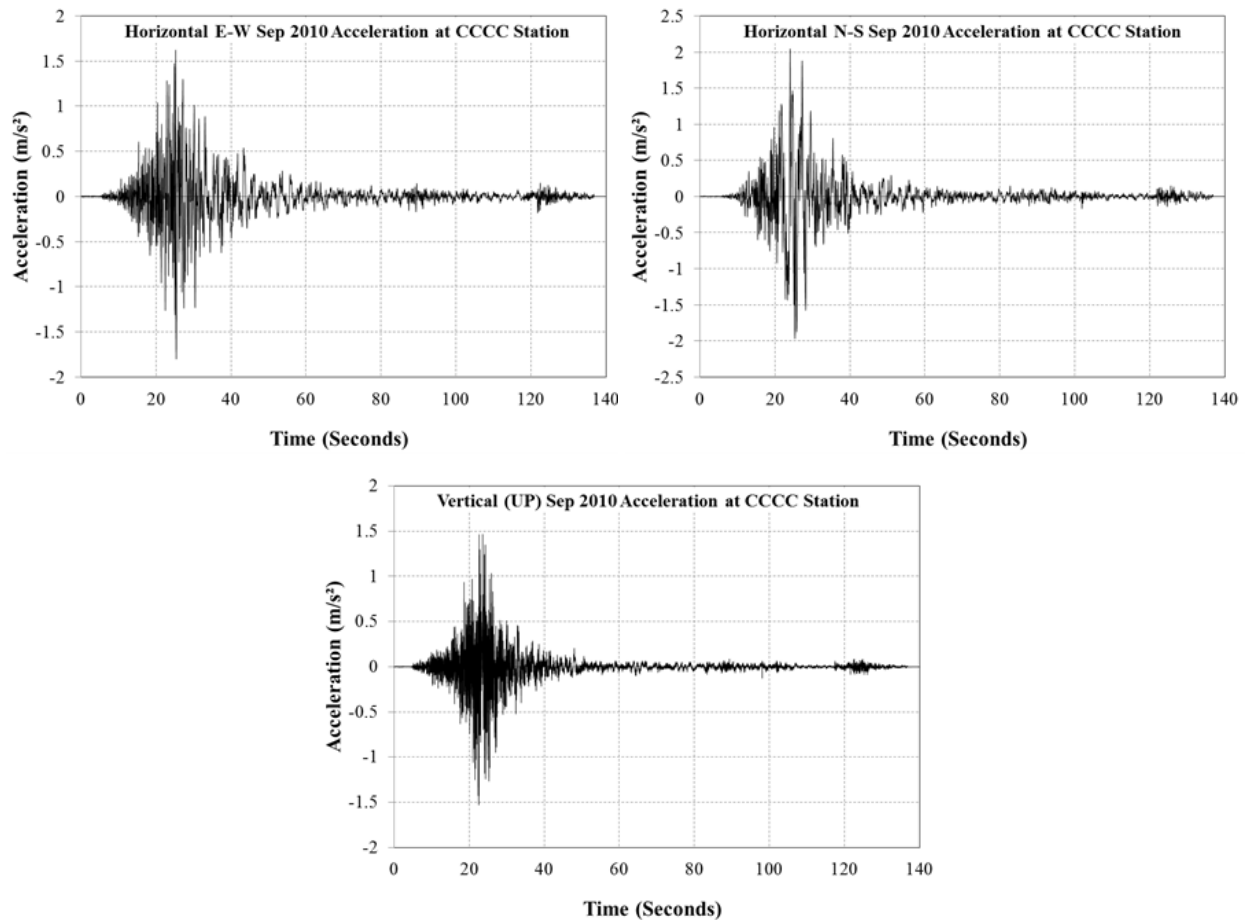 Horizontal E-W Sep 2010 Acceleration at CCCC Station
Acceleration (m/s²)
2
1.5
1
0.5
0
-0.5
-1
-1.5
-2
0 20 40 60 80 100 120 140
Time (Seconds)
Horizontal N-S Sep 2010 Acceleration at CCCC Station
Acceleration (m/s²)
2.5
2
1.5
1
0.5
0
-0.5
-1
-1.5
-2
-2.5
0 20 40 60 80 100 120 140
Time (Seconds)
Vertical (UP) Sep 2010 Acceleration at CCCC Station
Acceleration (m/s²)
2
1.5
1
0.5
0
-0.5
-1
-1.5
-2
0 20 40 60 80 100 120 140
Time (Seconds)